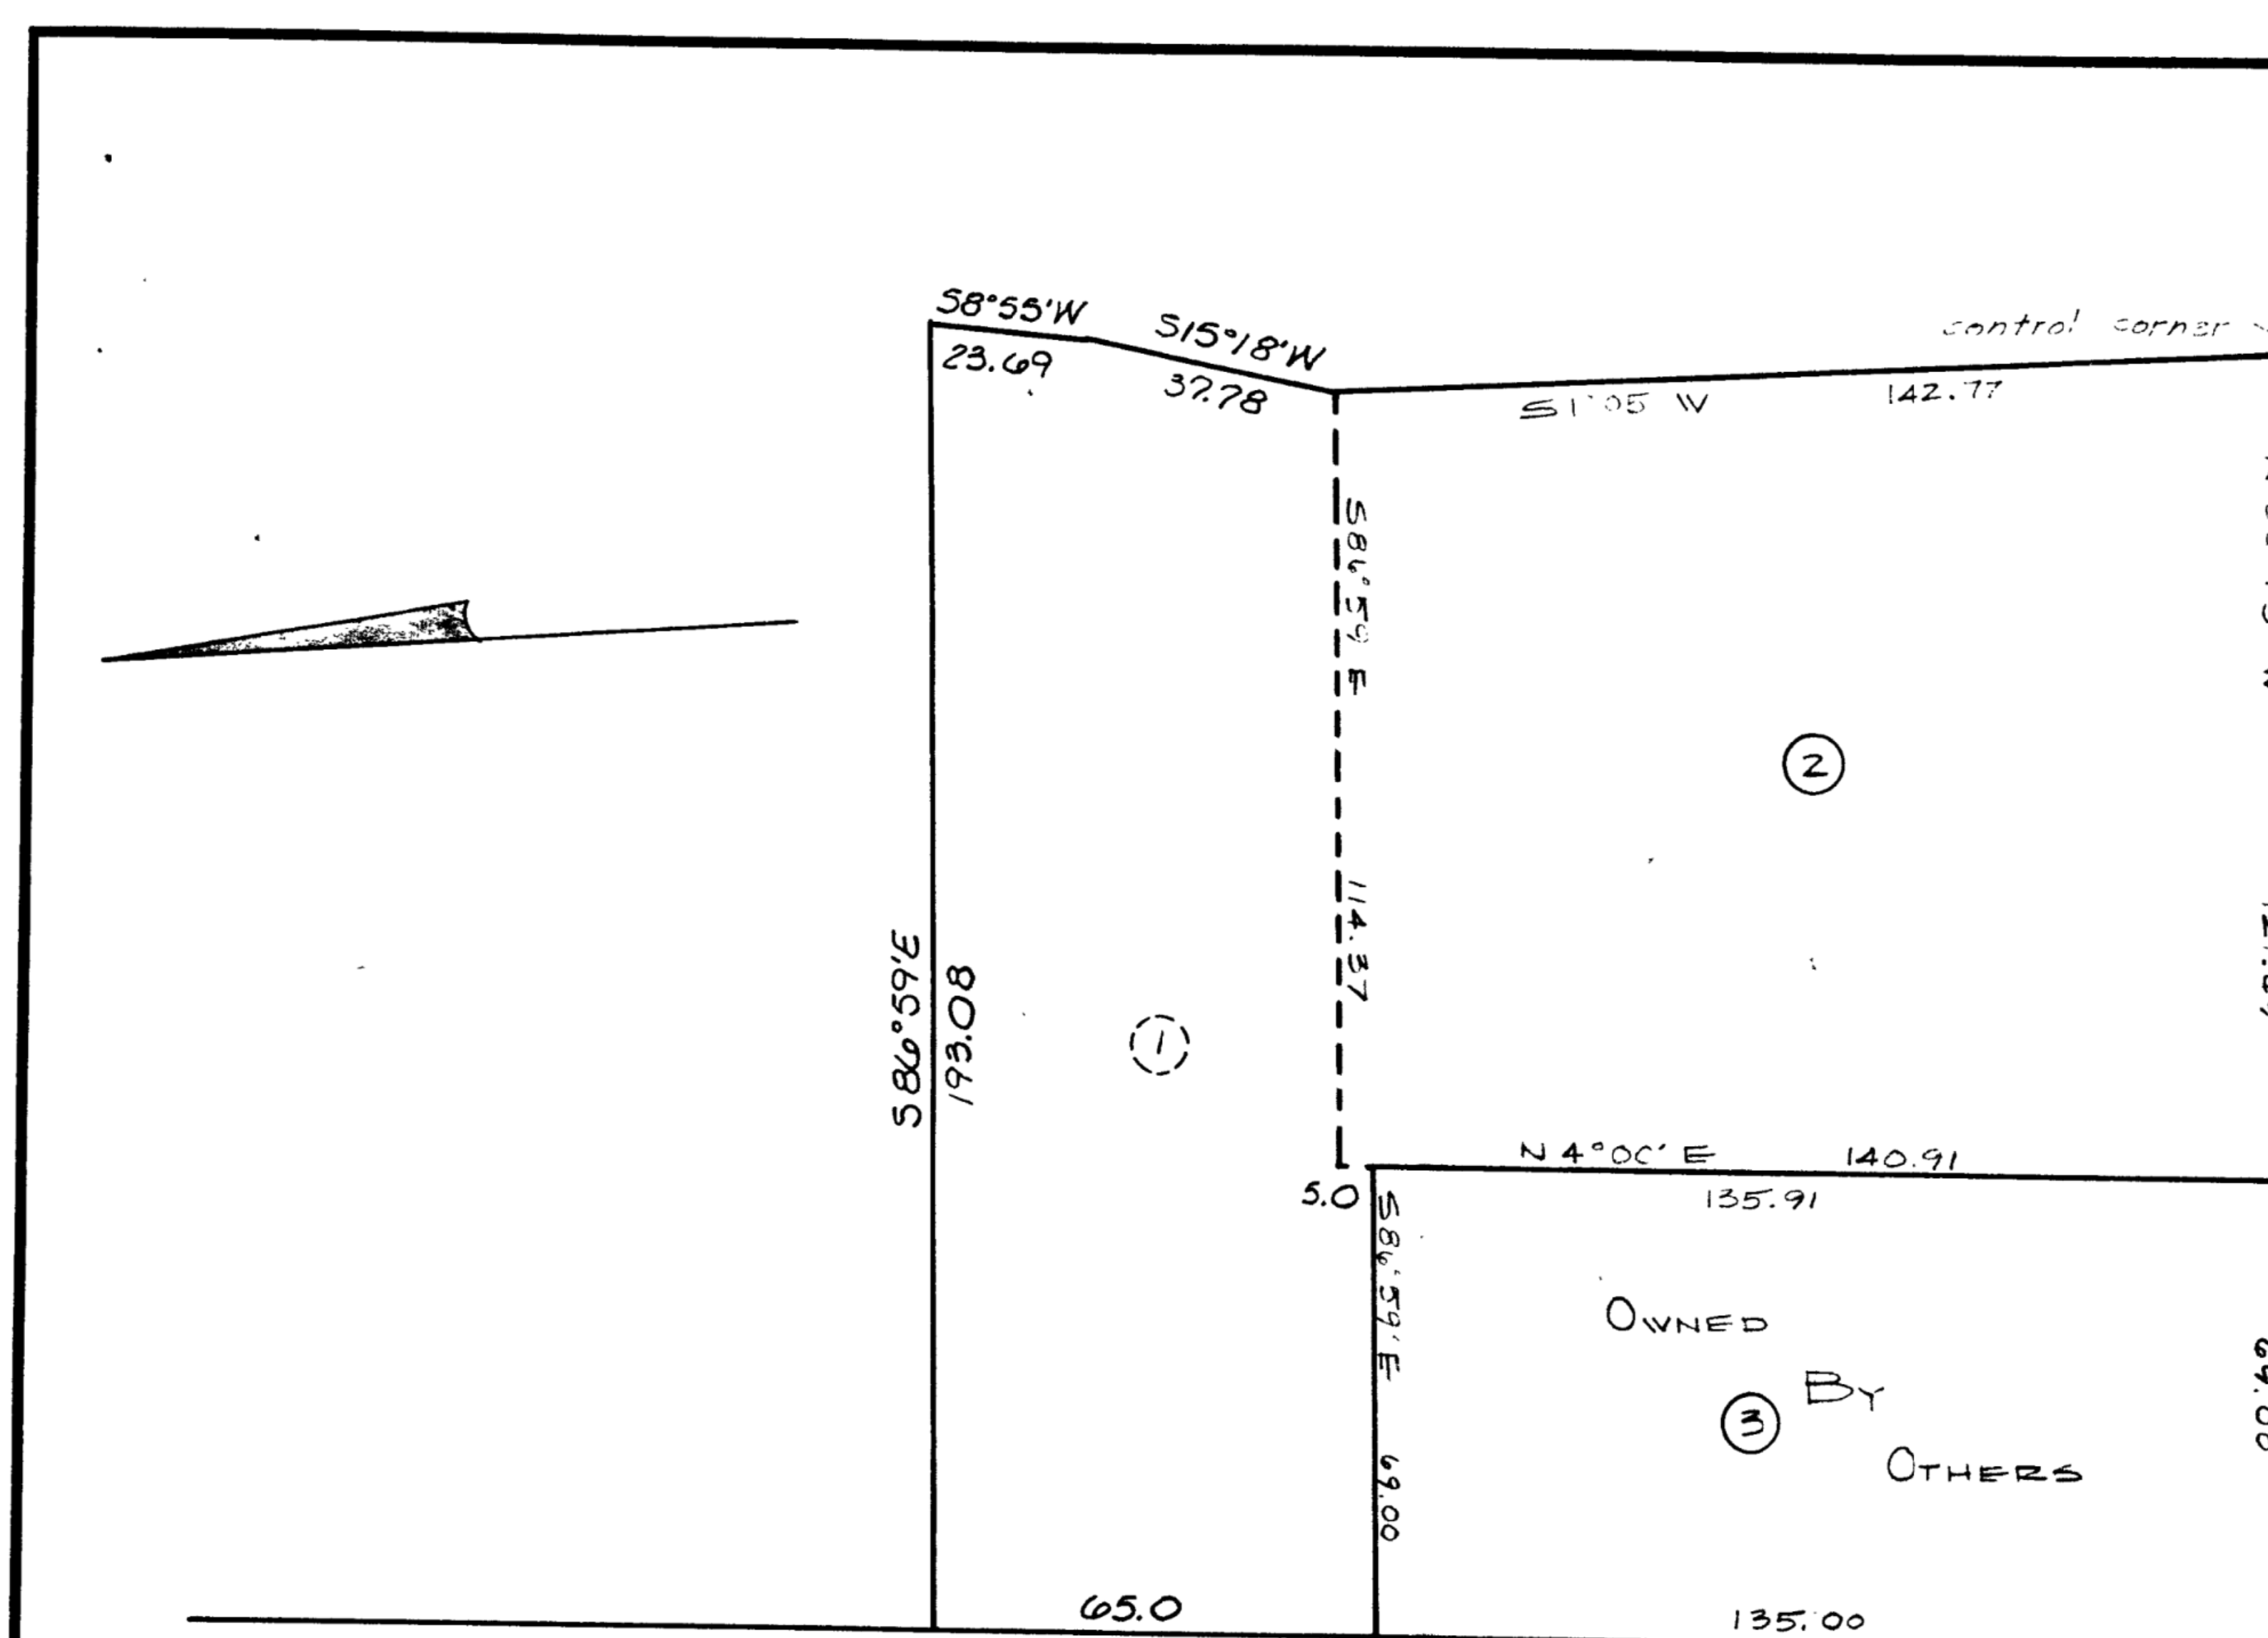 S8°55'W
23.69
S15°18'W
37.78
control corner
S1°05 W
142.77
S86°59' E
114.37
2
S86°59'E
193.08
1
N 4°00' E
140.91
5.0
135.91
S86°59' E
69.00
OWNED
BY
3
OTHERS
69.00
65.0
135.00